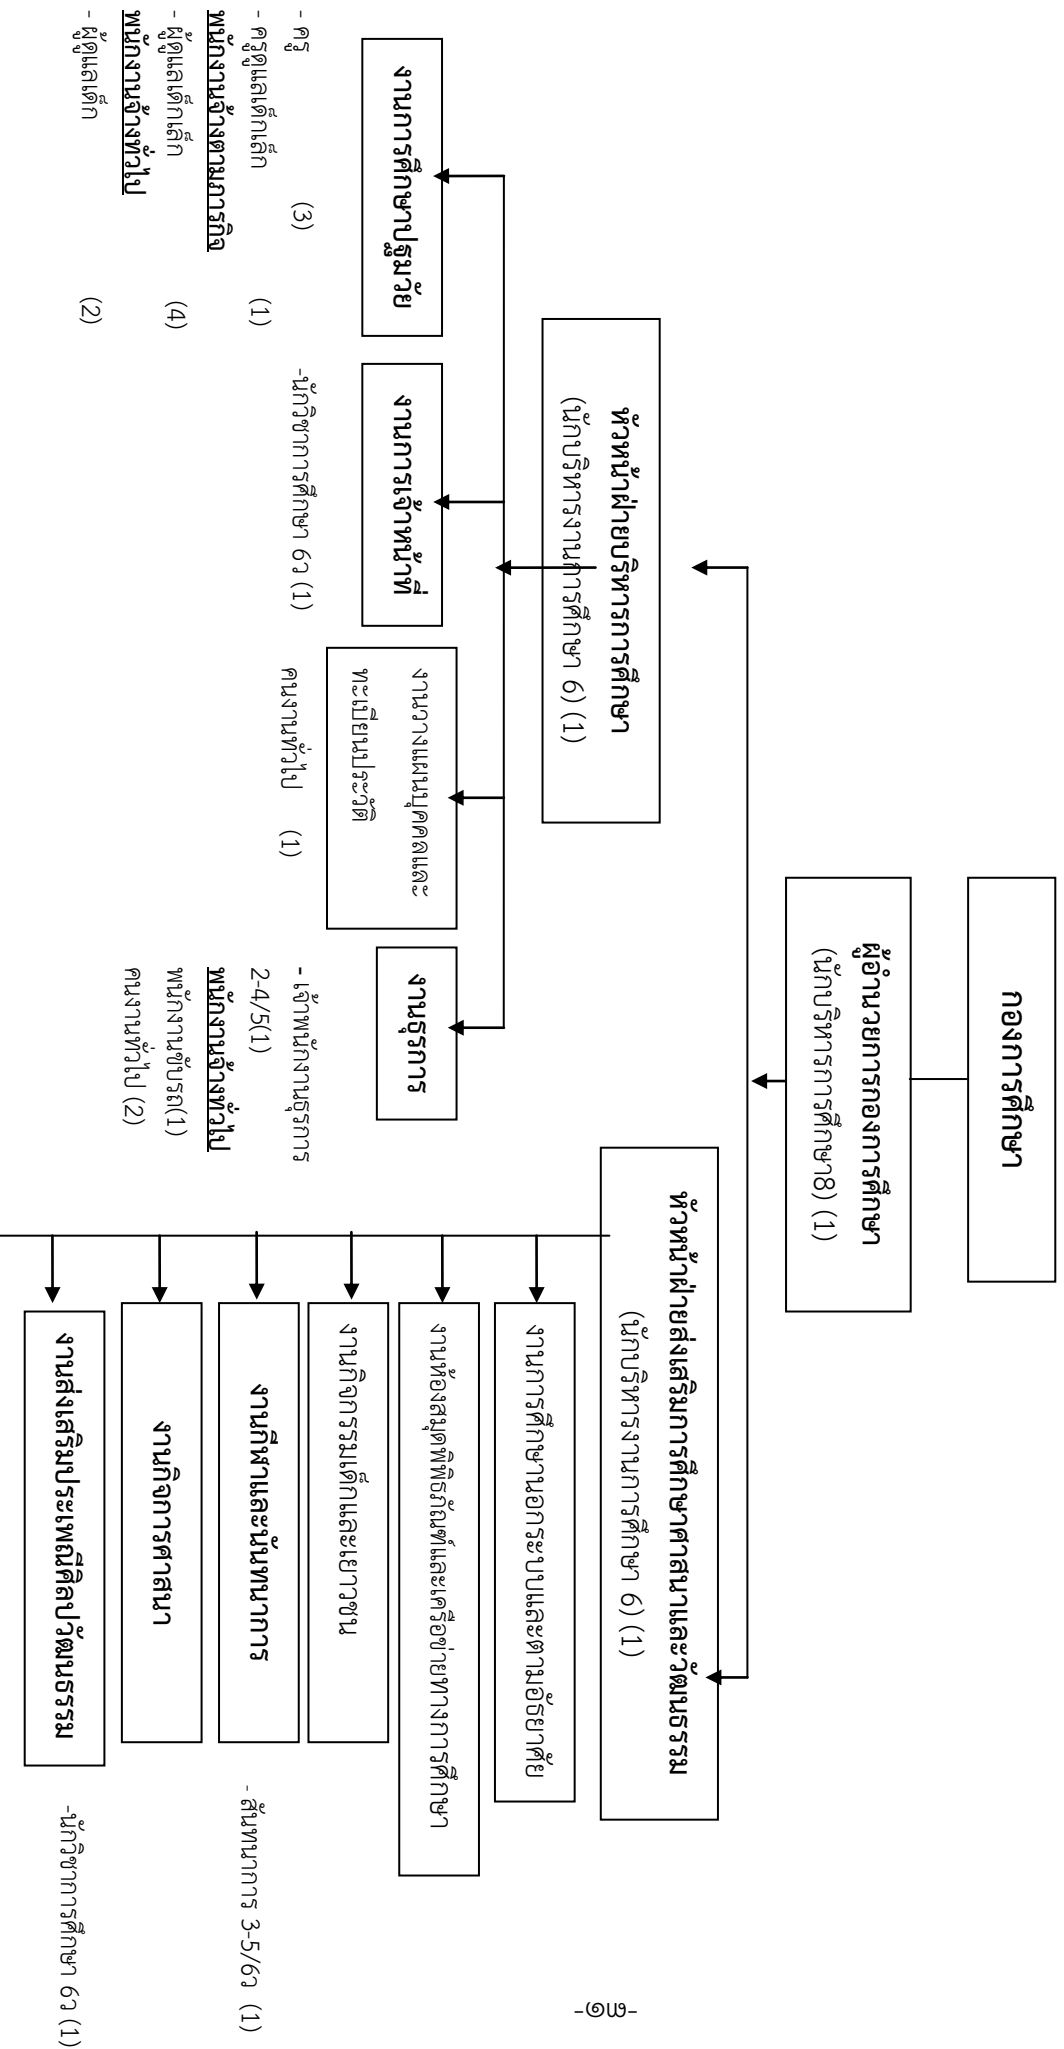 -๓๑-
กองการศึกษา
ผู้อำนวยการกองการศึกษา
(นักบริหารการศึกษา8) (1)
หัวหน้าฝ่ายบริหารการศึกษา
(นักบริหารงานการศึกษา 6) (1)
หัวหน้าฝ่ายส่งเสริมการศึกษาศาสนาและวัฒนธรรม
(นักบริหารงานการศึกษา 6) (1)
งานการศึกษาปฐมวัย
- ครู (3)
- ครูดูแลเด็กเล็ก (1)
พนักงานจ้างตามภารกิจ
- ผู้ดูแลเด็กเล็ก (4)
พนักงานจ้างทั่วไป
- ผู้ดูแลเด็ก (2)
งานการเจ้าหน้าที่
-นักวิชาการศึกษา 6ว (1)
งานวางแผนบุคคลและ
ทะเบียนประวัติ
คนงานทั่วไป (1)
งานธุรการ
- เจ้าพนักงานธุรการ
2-4/5(1)
พนักงานจ้างทั่วไป
พนักงานขับรถ(1)
คนงานทั่วไป (2)
งานการศึกษานอกระบบและตามอัธยาศัย
งานห้องสมุดพิพิธภัณฑ์และเครือข่ายทางการศึกษา
งานกิจกรรมเด็กและเยาวชน
งานกีฬาและนันทนาการ
- สันทนาการ 3-5/6ว (1)
งานกิจการศาสนา
งานส่งเสริมประเพณีศิลปวัฒนธรรม
-นักวิชาการศึกษา 6ว (1)